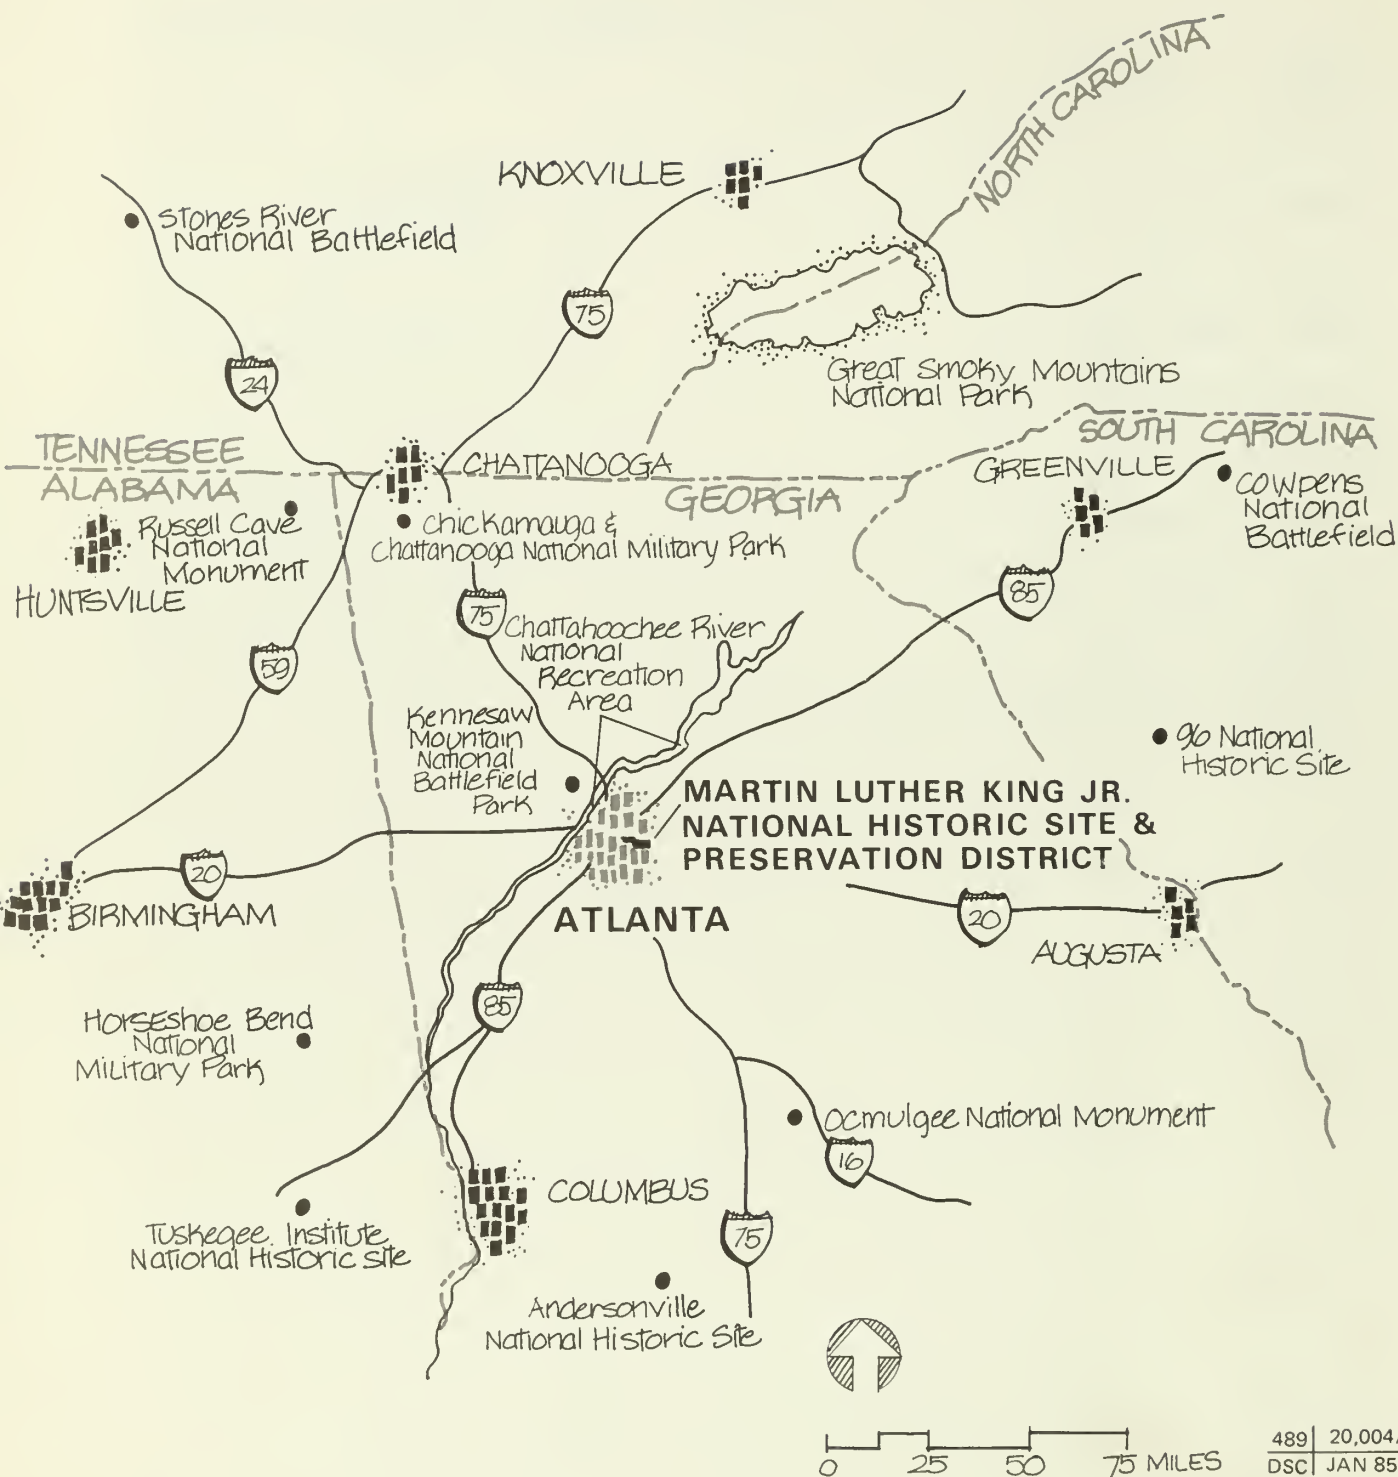 NORTH CAROLINA
KNOXVILLE
Stones River
National Battlefield
75
24
Great Smoky Mountains
National Park
TENNESSEE
ALABAMA
CHATTANOOGA
GEORGIA
SOUTH CAROLINA
GREENVILLE
Cowpens
National
Battlefield
Russell Cave
National
Monument
HUNTSVILLE
Chickamauga &
Chattanooga National Military Park
85
75
Chattahoochee River
National
Recreation
Area
59
Kennesaw
Mountain
National
Battlefield
Park
96 National
Historic Site
MARTIN LUTHER KING JR.
NATIONAL HISTORIC SITE &
PRESERVATION DISTRICT
20
BIRMINGHAM
ATLANTA
20
AUGUSTA
85
Horseshoe Bend
National
Military Park
Ocmulgee National Monument
16
COLUMBUS
75
Tuskegee Institute
National Historic Site
Andersonville
National Historic Site
0 25 50 75 MILES
489 20,004
DSC JAN 85